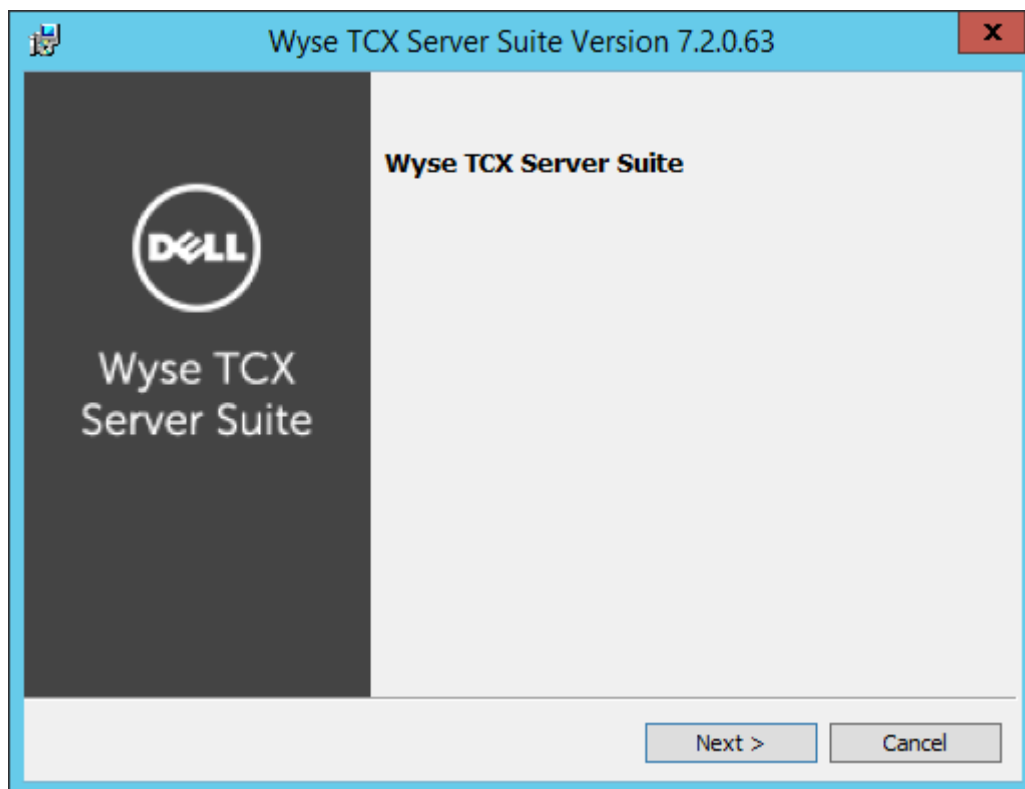 Wyse TCX Server Suite Version 7.2.0.63
x
Wyse TCX Server Suite
DELL
Wyse TCX
Server Suite
Next >
Cancel